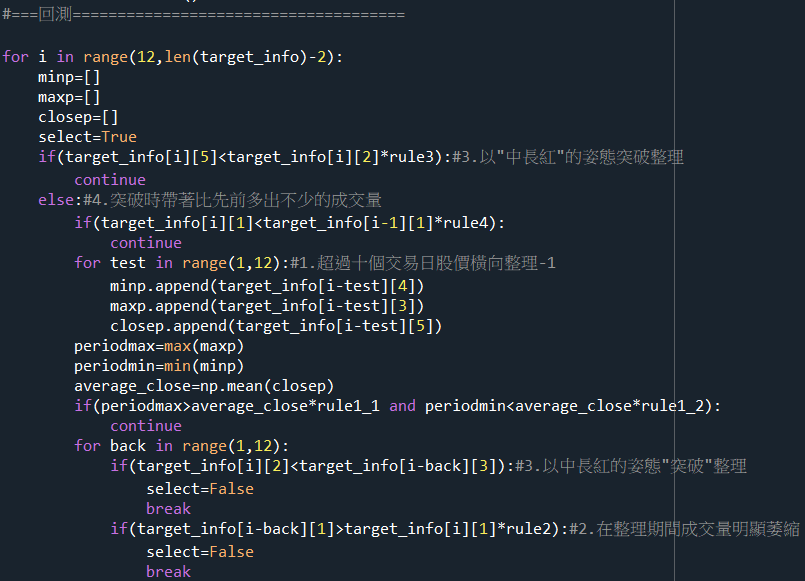 #===回測=====================================
for i in range(12,len(target_info)-2):
    minp=[]
    maxp=[]
    closep=[]
    select=True
    if(target_info[i][5]<target_info[i][2]*rule3):#3.以"中長紅"的姿態突破整理
        continue
    else:#4.突破時帶著比先前多出不少的成交量
        if(target_info[i][1]<target_info[i-1][1]*rule4):
            continue
        for test in range(1,12):#1.超過十個交易日股價橫向整理-1
            minp.append(target_info[i-test][4])
            maxp.append(target_info[i-test][3])
            closep.append(target_info[i-test][5])
        periodmax=max(maxp)
        periodmin=min(minp)
        average_close=np.mean(closep)
        if(periodmax>average_close*rule1_1 and periodmin<average_close*rule1_2):
            continue
        for back in range(1,12):
            if(target_info[i][2]<target_info[i-back][3]):#3.以中長紅的姿態"突破"整理
                select=False
                break
            if(target_info[i-back][1]>target_info[i][1]*rule2):#2.在整理期間成交量明顯萎縮
                select=False
                break